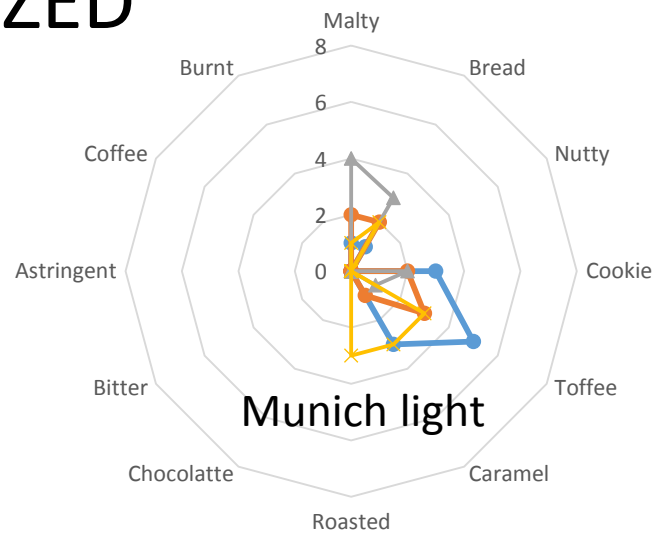 ZED
Malty
8
Burnt
Bread
6
Coffee
4
Nutty
2
Astringent
0
Cookie
Bitter
Toffee
Munich light
Chocolatte
Caramel
Roasted